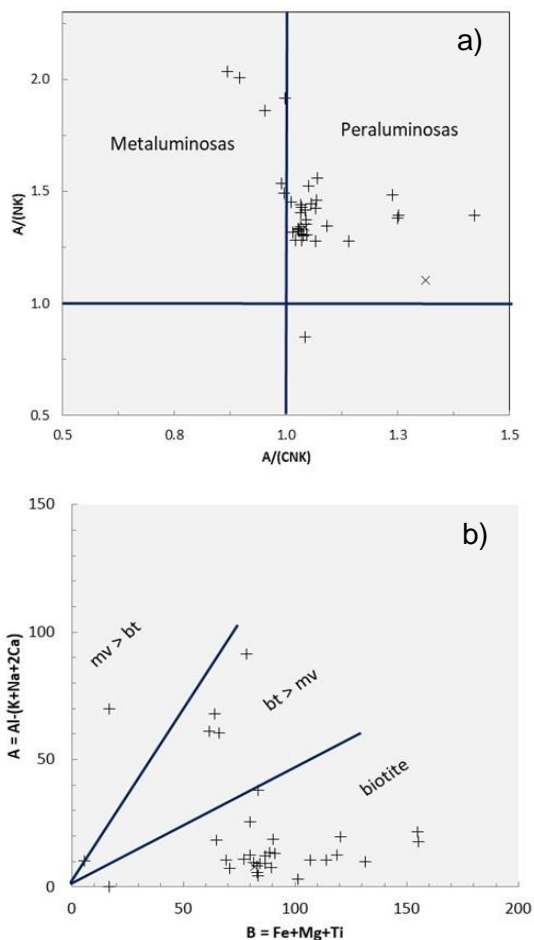 a)
2.0
Metaluminosas
Peraluminosas
1.5
1.0
0.5
A/(NK)
0.5
0.8
1.0
1.3
1.5
A/(CNK)
150
b)
mv > bt
100
bt > mv
50
biotite
0
A = Al-(K+Na+2Ca)
0
50
100
150
200
B = Fe+Mg+Ti